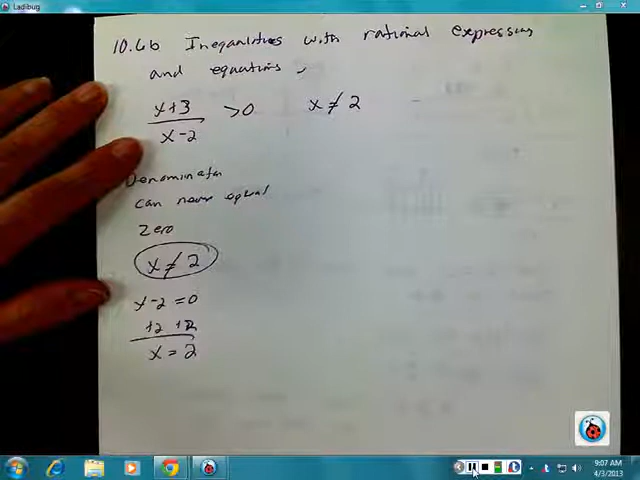 Ladibug
10.6b Inequalities with rational expressions
and equations,
x+3 / x-2 >0 x ≠ 2
Denominator
can never equal
Zero
x ≠ 2
x-2 =0
+2 +2
x = 2
9:07 AM
4/3/2013